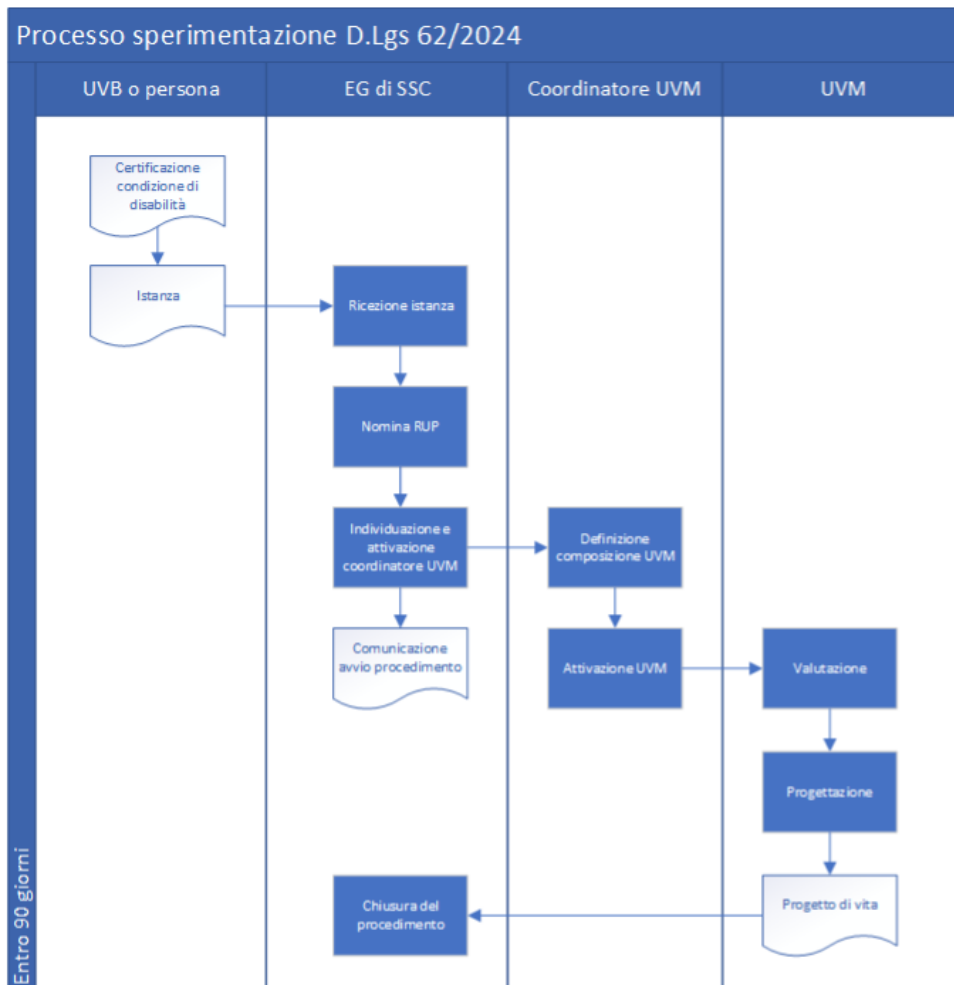 Processo sperimentazione D.Lgs 62/2024
UVB o persona
EG di SSC
Coordinatore UVM
UVM
Certificazione
condizione di
disabilità
Istanza
Ricezione istanza
Nomina RUP
Individuazione e
attivazione
coordinatore UVM
Definizione
composizione UVM
Comunicazione
avvio procedimento
Attivazione UVM
Valutazione
Progettazione
Progetto di vita
Chiusura del
procedimento
Entro 90 giorni